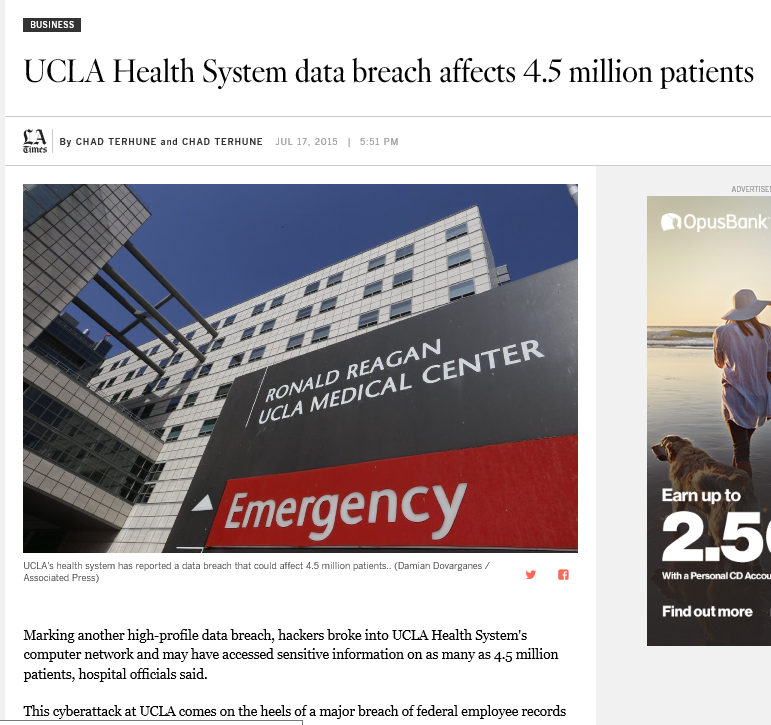 BUSINESS
UCLA Health System data breach affects 4.5 million patients
LA
Times
By CHAD TERHUNE and CHAD TERHUNE JUL 17, 2015 | 5:51 PM
ADVERTISE
OpusBank
RONALD REAGAN
UCLA MEDICAL CENTER
Emergency
Earn up to
2.5
With a Personal CD Accou
Find out more
UCLA's health system has reported a data breach that could affect 4.5 million patients.. (Damian Dovarganes /
Associated Press)
Marking another high-profile data breach, hackers broke into UCLA Health System's
computer network and may have accessed sensitive information on as many as 4.5 million
patients, hospital officials said.
This cyberattack at UCLA comes on the heels of a major breach of federal employee records